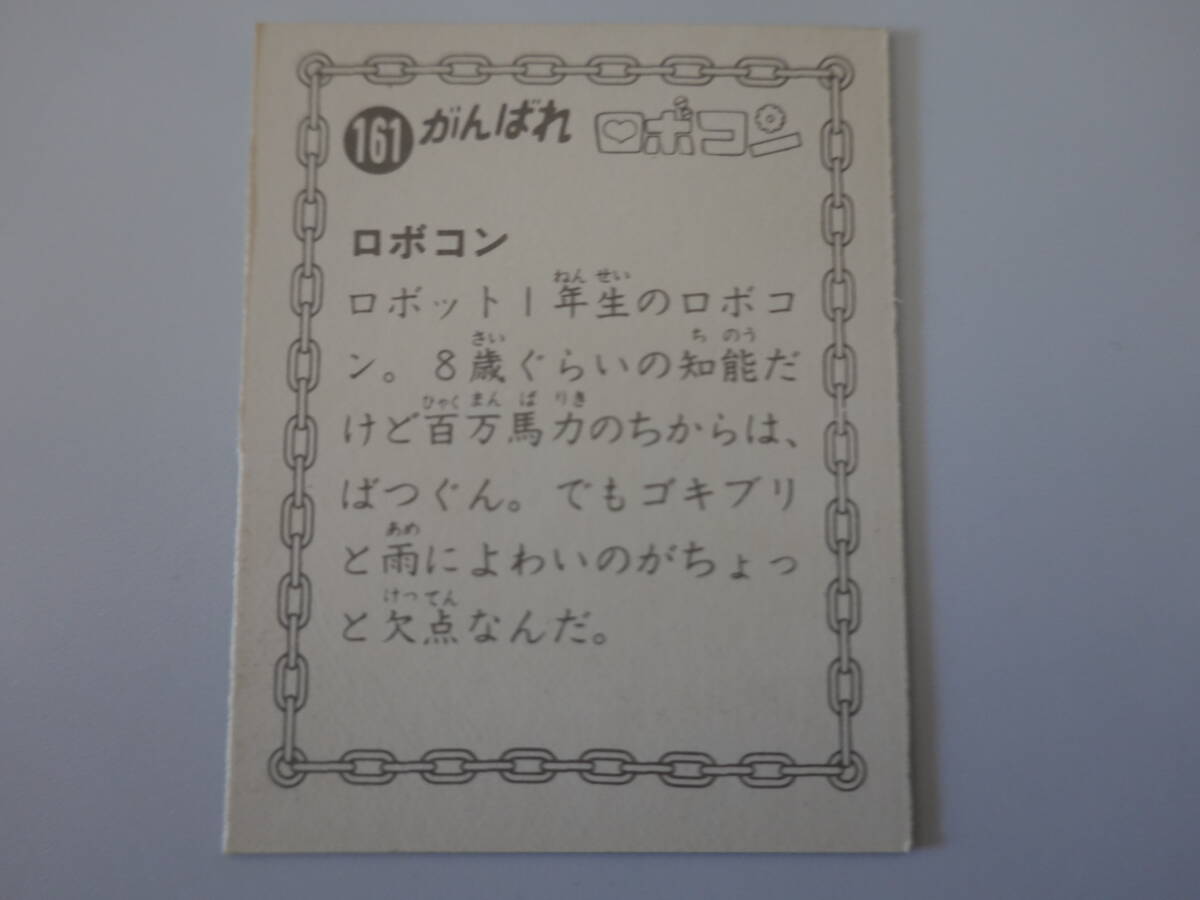 161 がんばれ ロボコン
ロボコン
ねん せい
ロボット1年生のロボコ
さい ち のう
ン。8歳ぐらいの知能だ
ひゃく まん ば りき
けど百万馬力のちからは、
ばつぐん。でもゴキブリ
あめ
と雨によわいのがちょっ
けってん
と欠点なんだ。